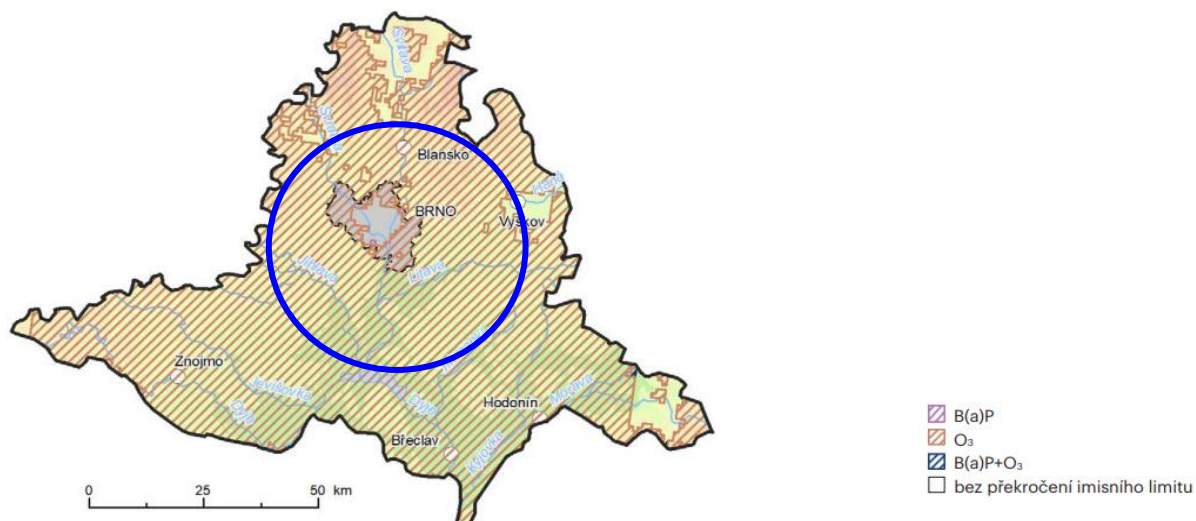 Svitava
Svratka
Blansko
Haná
BRNO
Vyškov
Jihlava
Litava
Znojmo
Jevišovka
Dyje
Dyje
Hodonín
Morava
Břeclav
Kyjovka
0 25 50 km
B(a)P
O₃
B(a)P+O₃
bez překročení imisního limitu